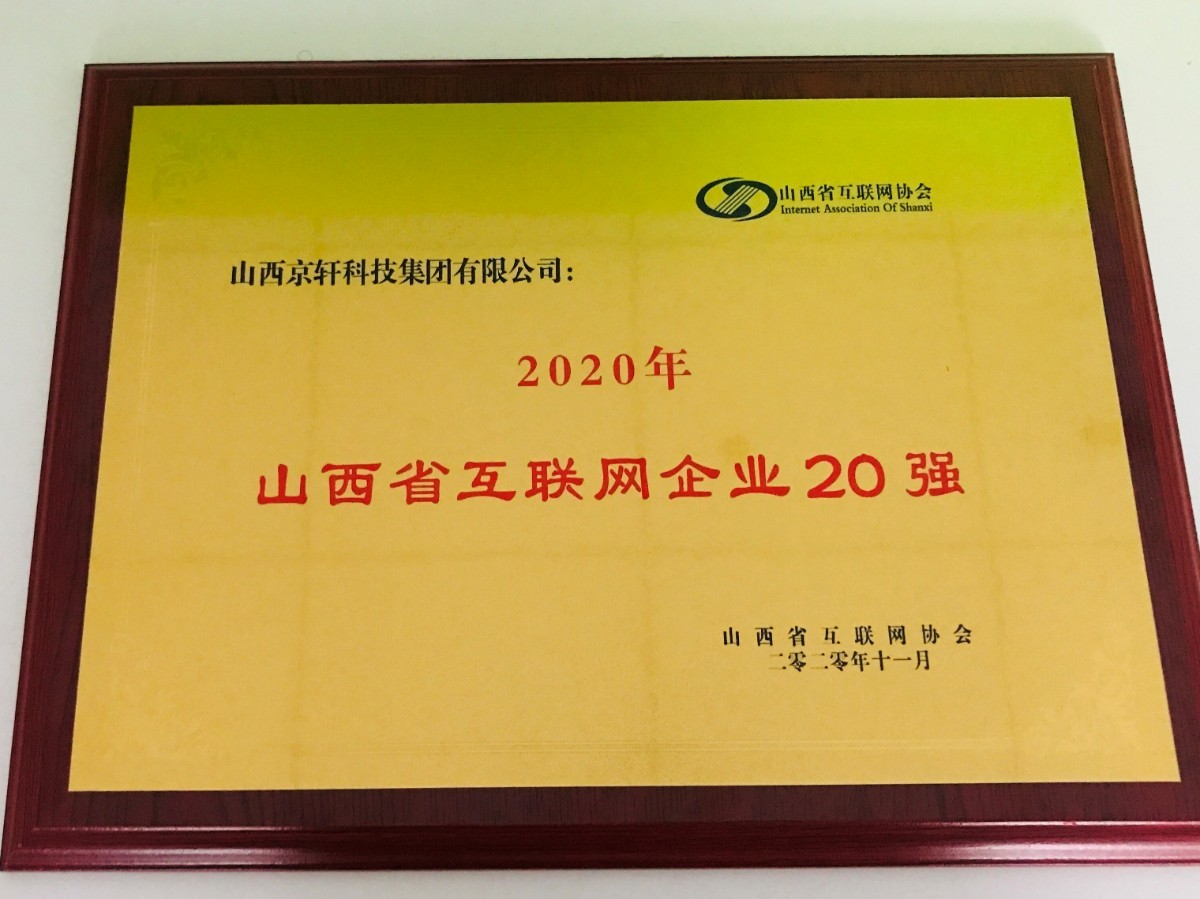 山西省互联网协会
Internet Association Of Shanxi
山西京轩科技集团有限公司：
2020年
山西省互联网企业20强
山西省互联网协会
二零二零年十一月